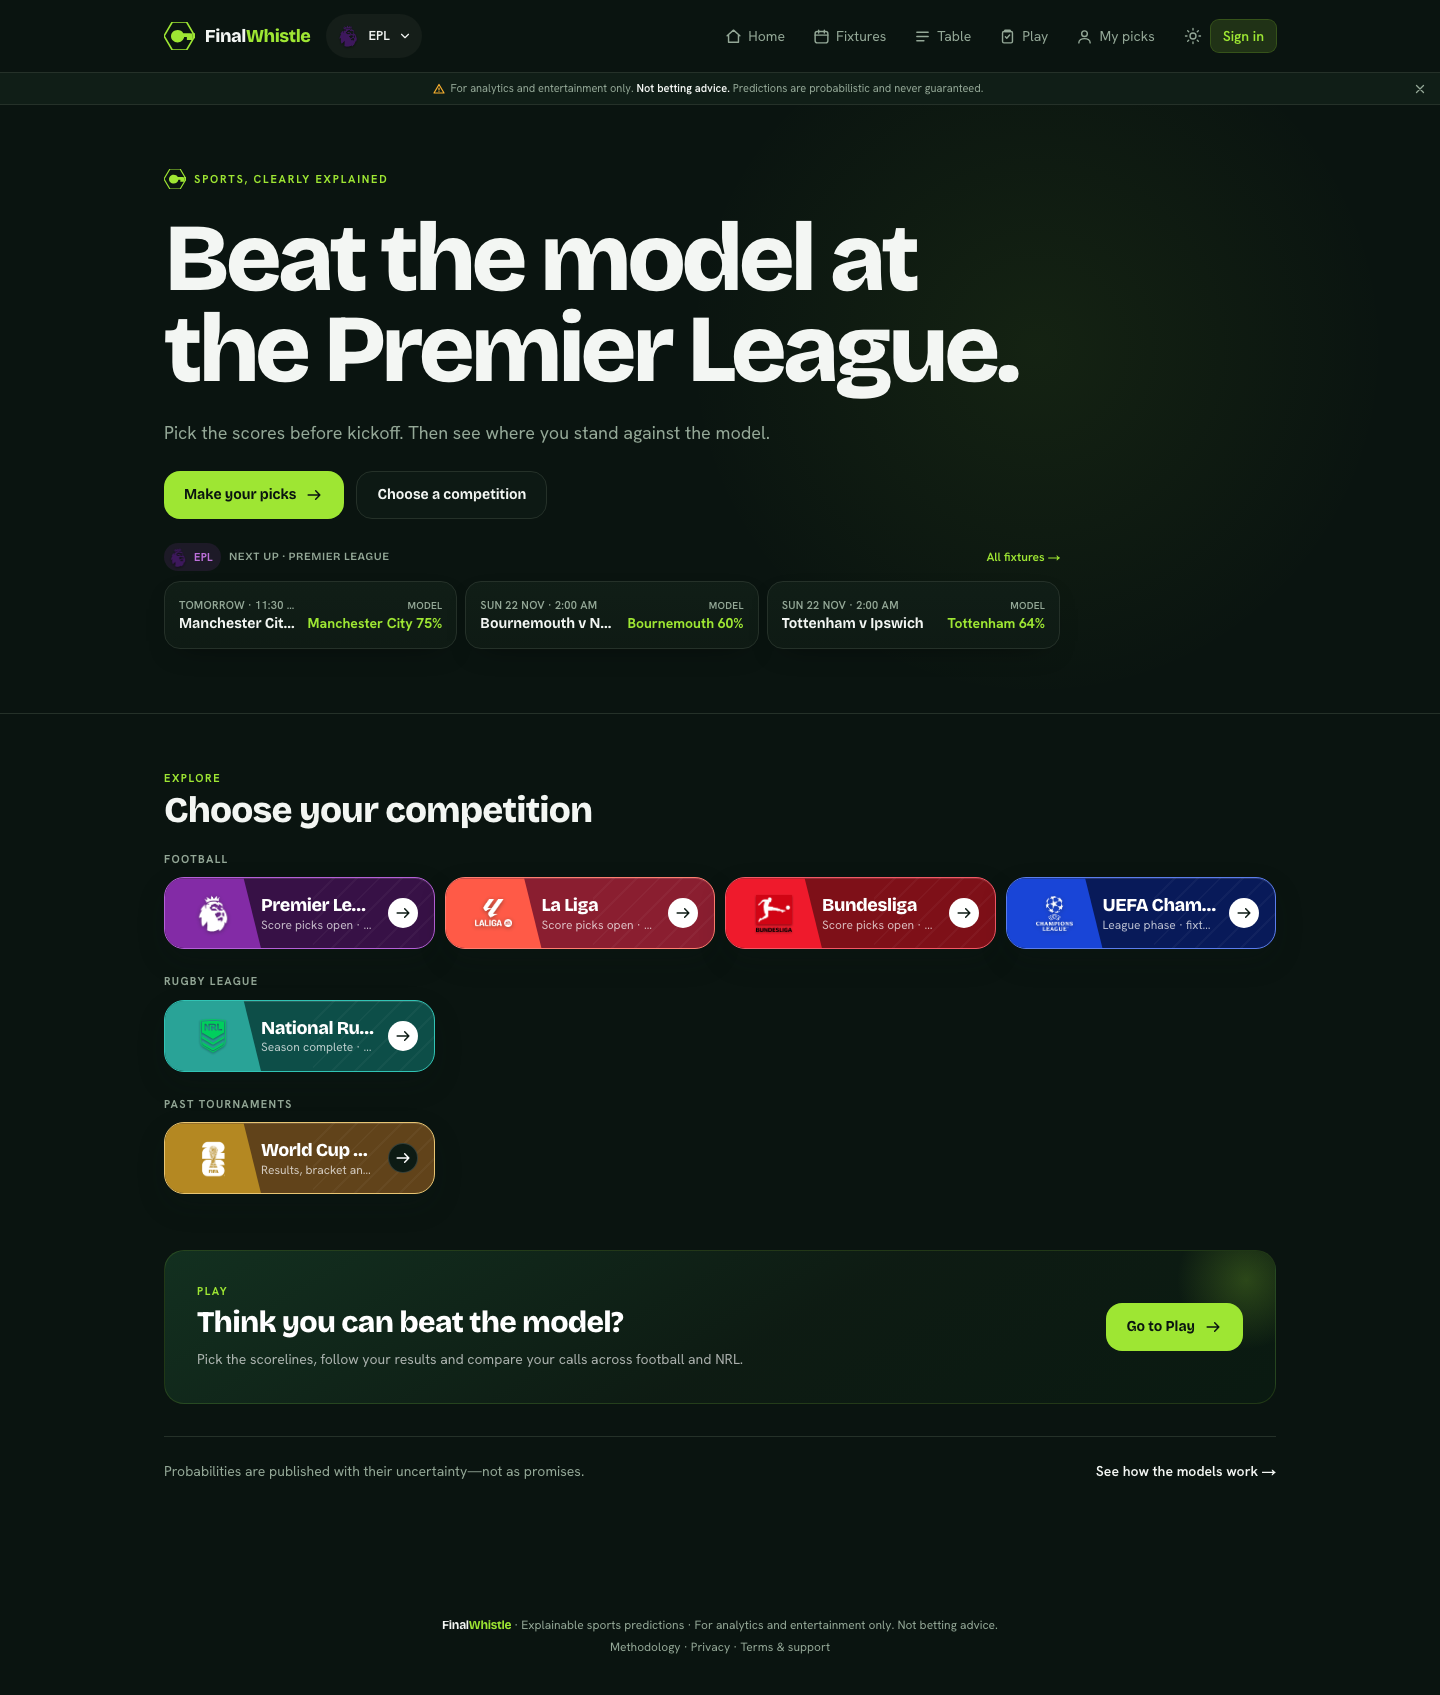 FinalWhistle
EPL
Home
Fixtures
Table
Play
My picks
Sign in
For analytics and entertainment only. Not betting advice. Predictions are probabilistic and never guaranteed.
SPORTS, CLEARLY EXPLAINED
Beat the model at
the Premier League.
Pick the scores before kickoff. Then see where you stand against the model.
Make your picks →
Choose a competition
EPL
NEXT UP · PREMIER LEAGUE
All fixtures →
TOMORROW · 11:30 ...
MODEL
Manchester Cit...
Manchester City 75%
SUN 22 NOV · 2:00 AM
MODEL
Bournemouth v N...
Bournemouth 60%
SUN 22 NOV · 2:00 AM
MODEL
Tottenham v Ipswich
Tottenham 64%
EXPLORE
Choose your competition
FOOTBALL
Premier Le...
Score picks open · ...
LALIGA
La Liga
Score picks open · ...
BUNDESLIGA
Bundesliga
Score picks open · ...
CHAMPIONS
LEAGUE
UEFA Cham...
League phase · fixt...
RUGBY LEAGUE
NRL
National Ru...
Season complete · ...
PAST TOURNAMENTS
FIFA
World Cup ...
Results, bracket an...
PLAY
Think you can beat the model?
Pick the scorelines, follow your results and compare your calls across football and NRL.
Go to Play →
Probabilities are published with their uncertainty—not as promises.
See how the models work →
FinalWhistle · Explainable sports predictions · For analytics and entertainment only. Not betting advice.
Methodology · Privacy · Terms & support